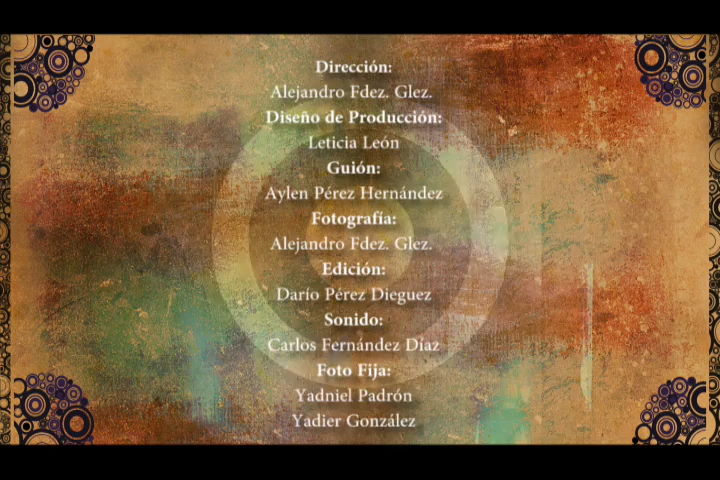 Dirección:
Alejandro Fdez. Glez.
Diseño de Producción:
Leticia León
Guión:
Aylen Pérez Hernández
Fotografía:
Alejandro Fdez. Glez.
Edición:
Darío Pérez Dieguez
Sonido:
Carlos Fernández Díaz
Foto Fija:
Yadniel Padrón
Yadier González